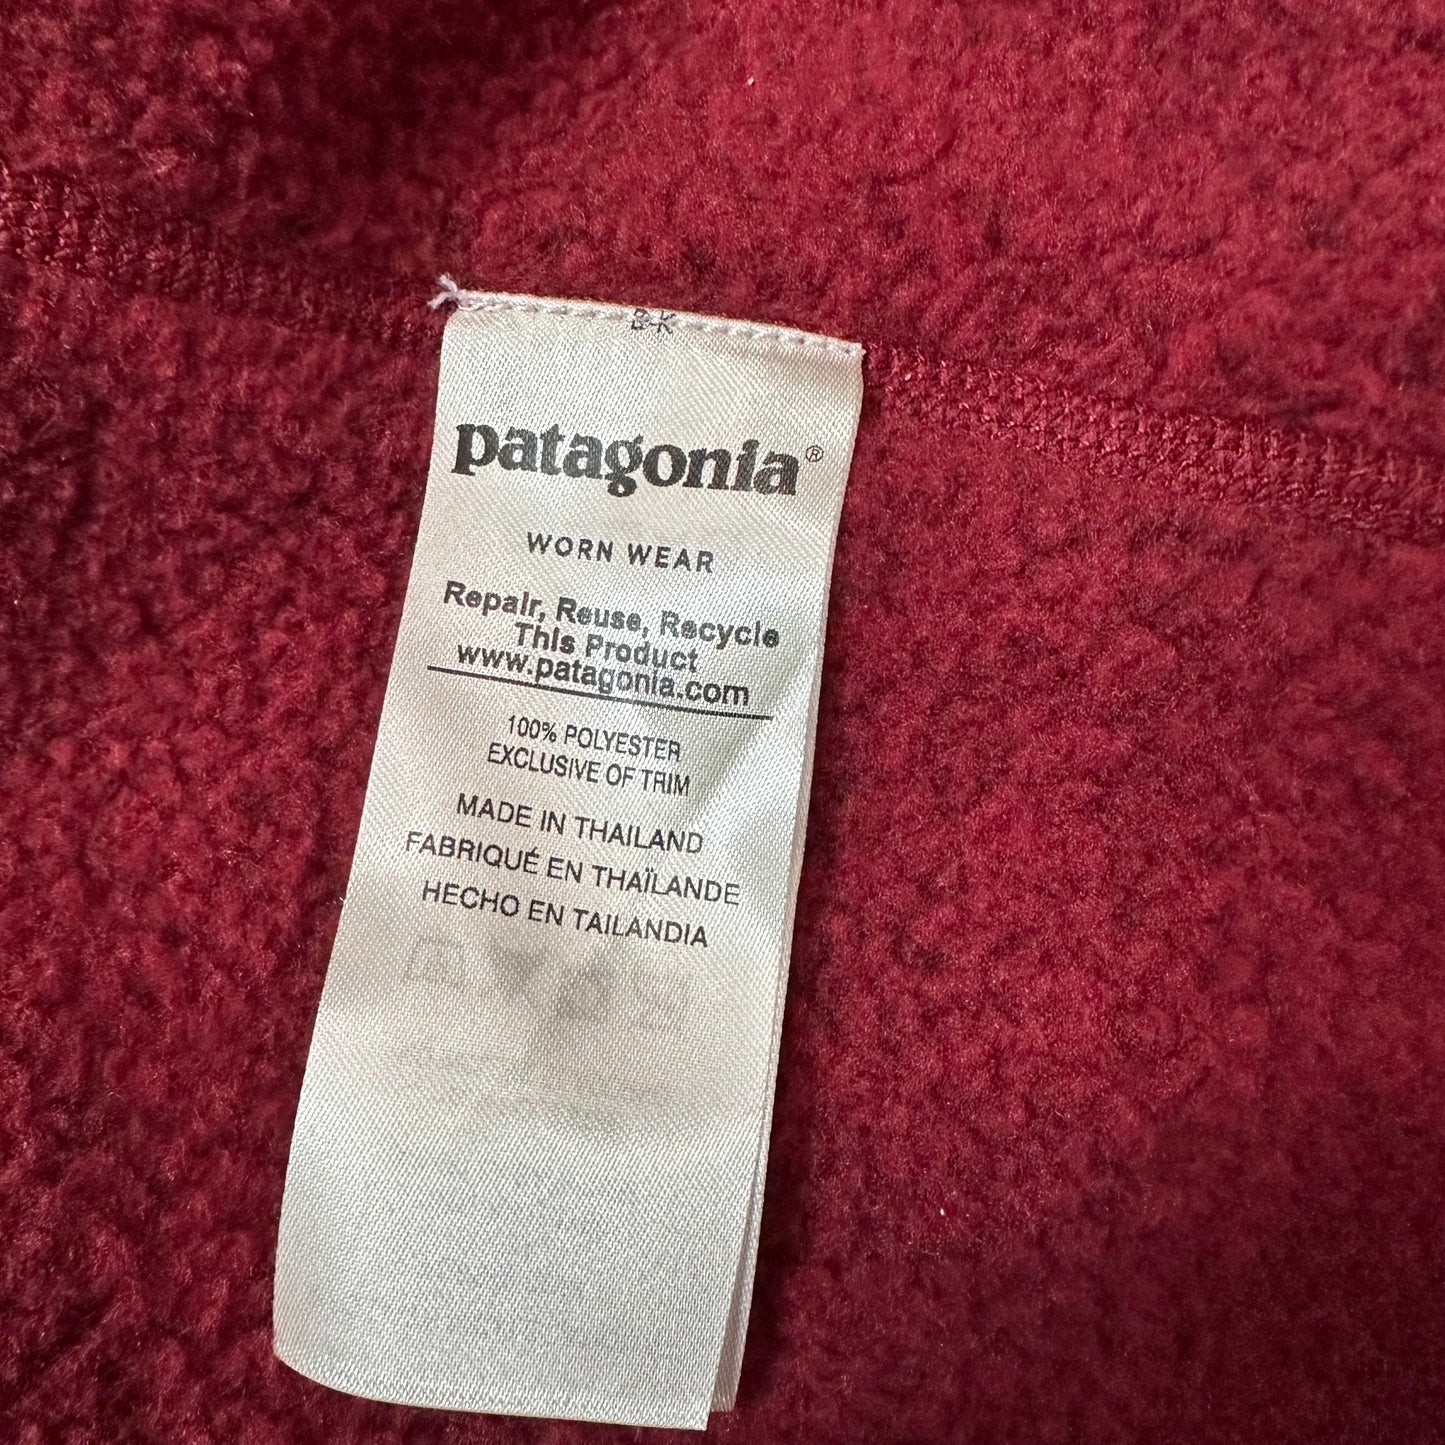 patagonia®
WORN WEAR
Repair, Reuse, Recycle
This Product
www.patagonia.com
100% POLYESTER
EXCLUSIVE OF TRIM
MADE IN THAILAND
FABRIQUÉ EN THAÏLANDE
HECHO EN TAILANDIA